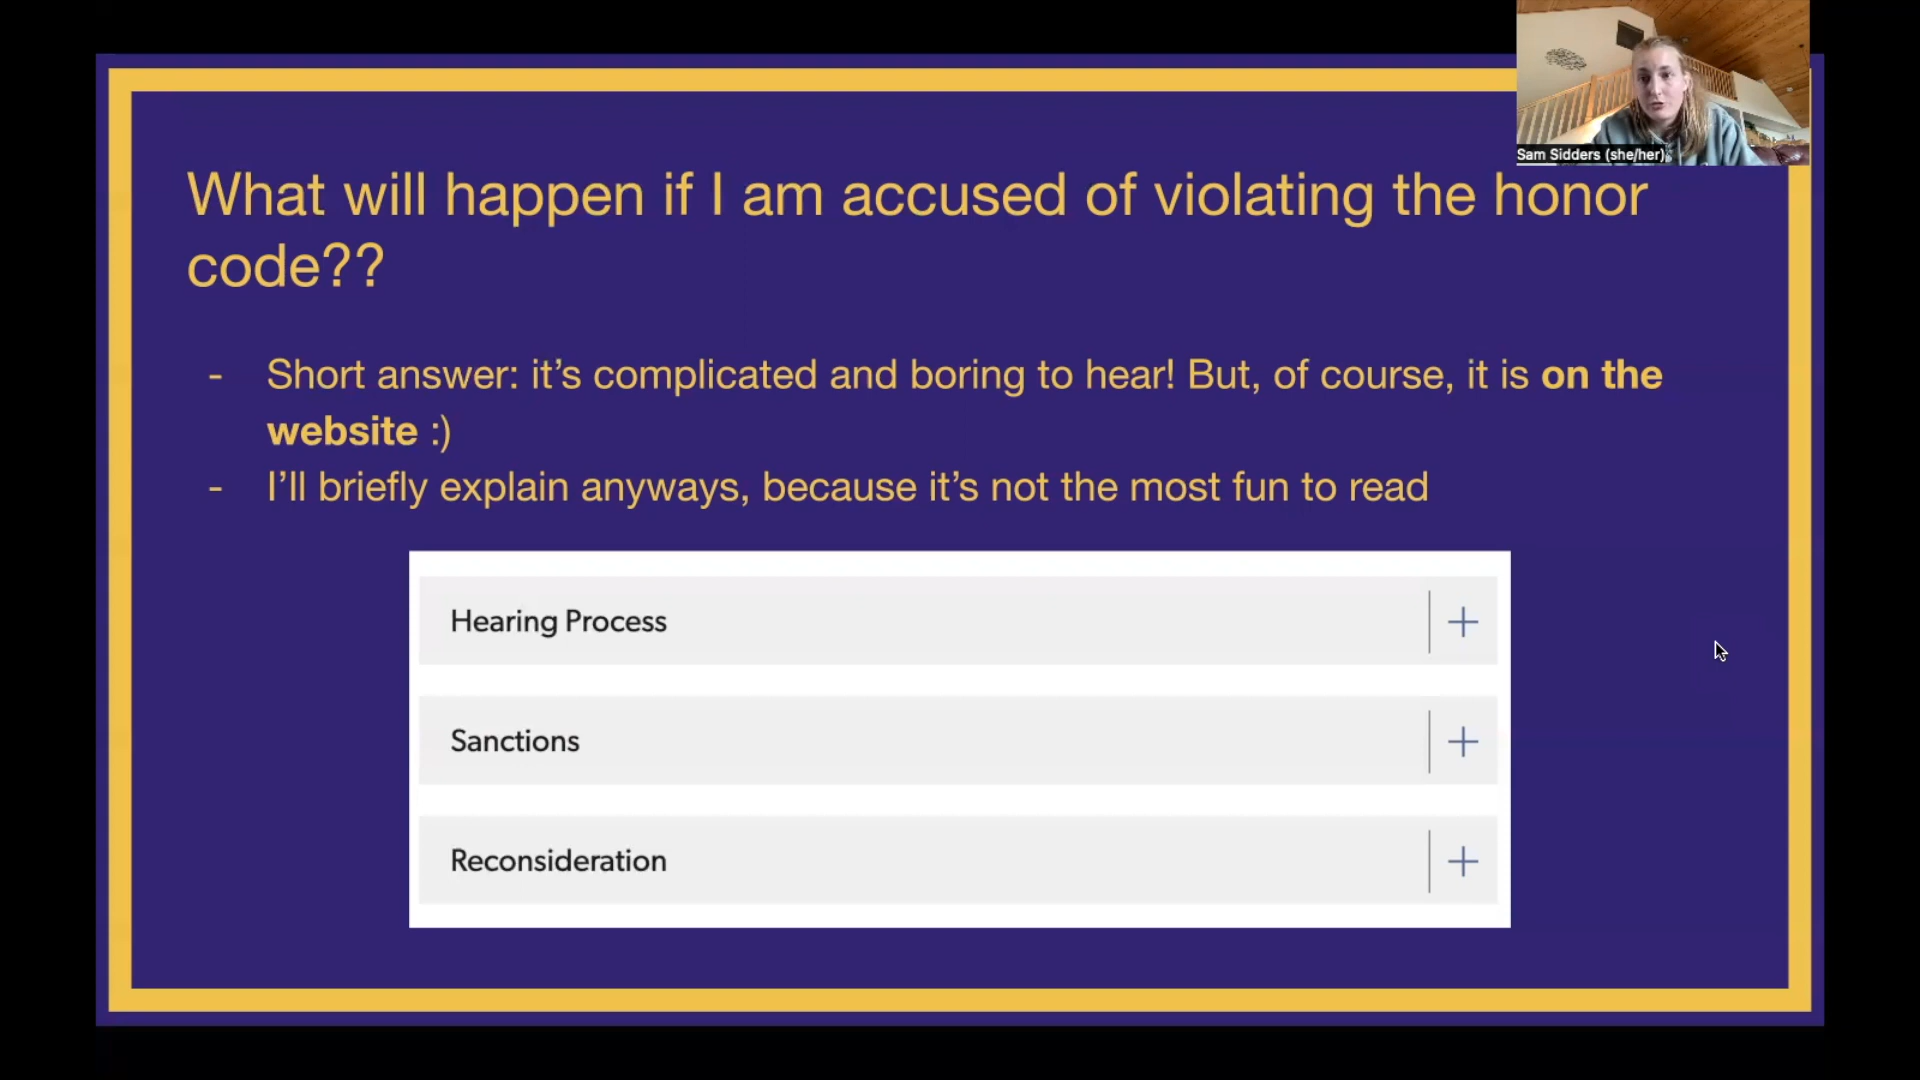 Sam Sidders (she/her)
What will happen if I am accused of violating the honor
code??
- Short answer: it’s complicated and boring to hear! But, of course, it is on the
website :)
- I’ll briefly explain anyways, because it’s not the most fun to read
Hearing Process
Sanctions
Reconsideration